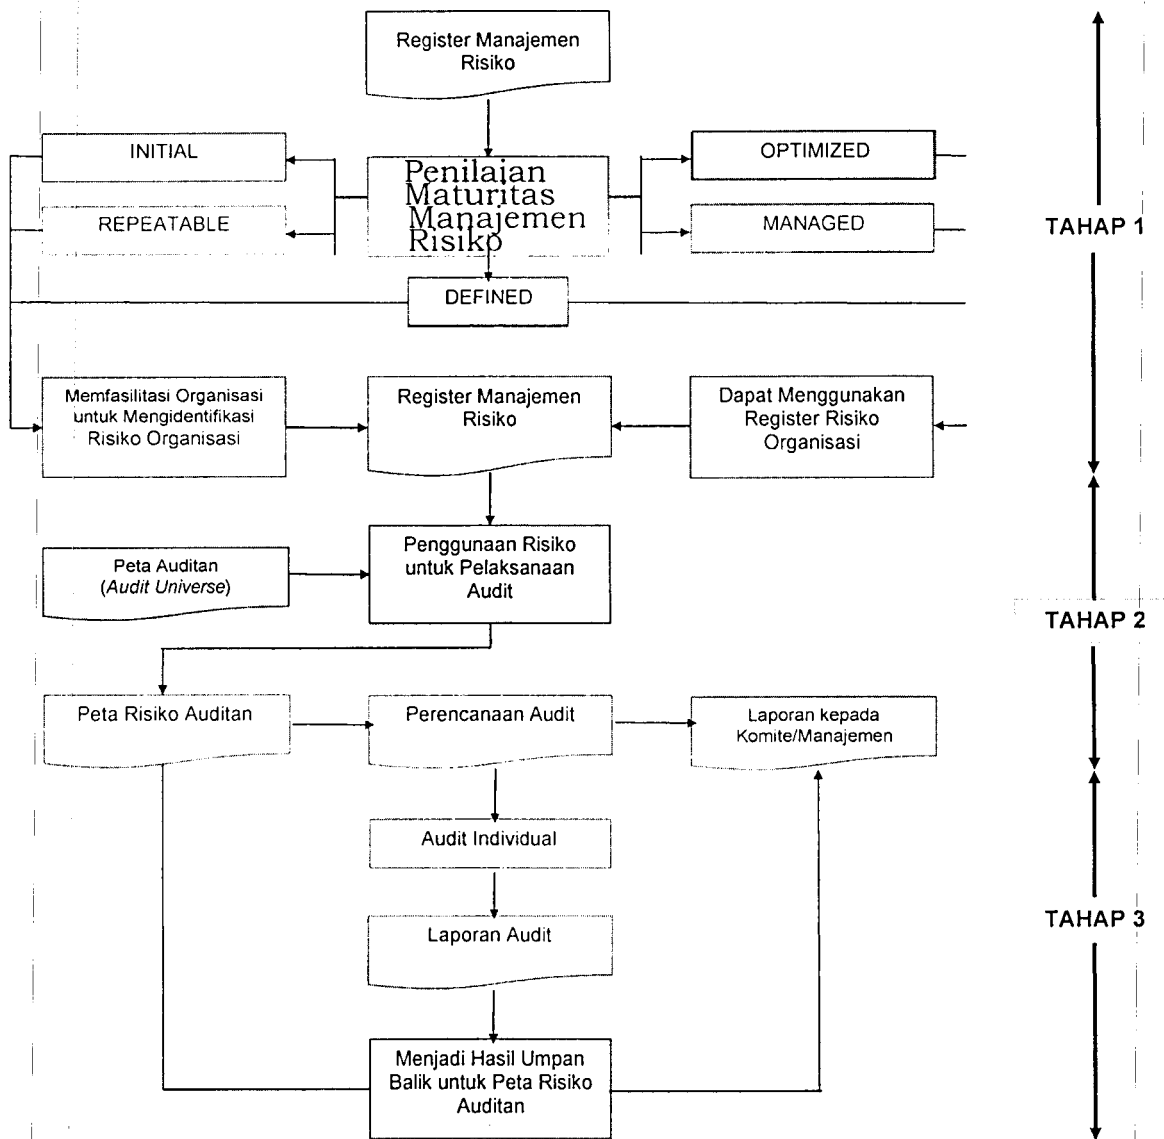 Register Manajemen
Risiko
INITIAL
OPTIMIZED
Penilaian
Maturitas
Manajemen
Risiko
REPEATABLE
MANAGED
TAHAP 1
DEFINED
Memfasilitasi Organisasi
untuk Mengidentifikasi
Risiko Organisasi
Register Manajemen
Risiko
Dapat Menggunakan
Register Risiko
Organisasi
Peta Auditan
(Audit Universe)
Penggunaan Risiko
untuk Pelaksanaan
Audit
TAHAP 2
Peta Risiko Auditan
Perencanaan Audit
Laporan kepada
Komite/Manajemen
Audit Individual
Laporan Audit
TAHAP 3
Menjadi Hasil Umpan
Balik untuk Peta Risiko
Auditan